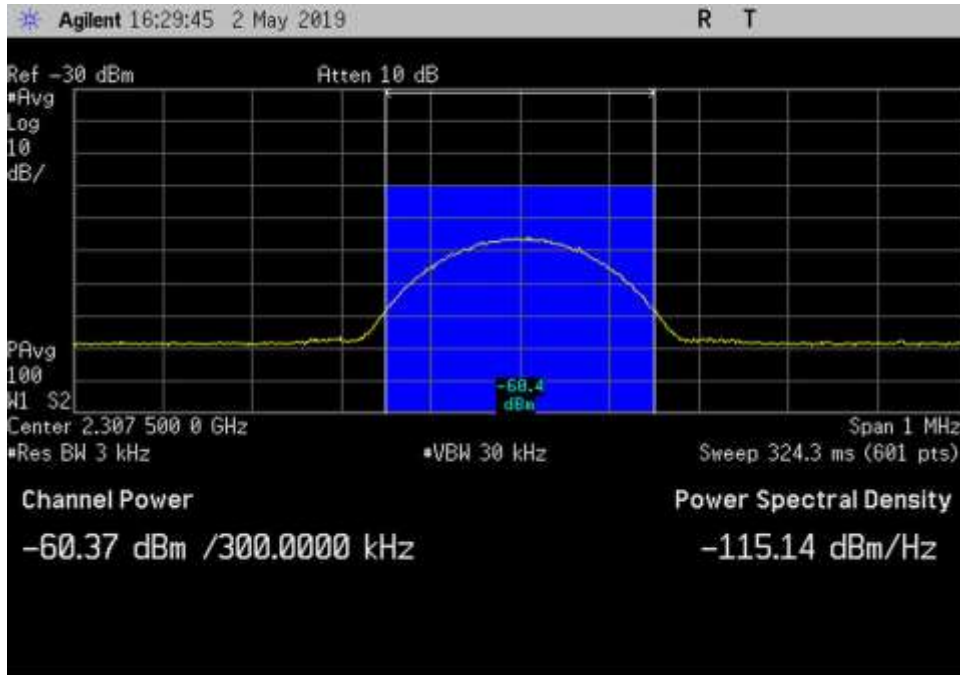 Agilent 16:29:45 2 May 2019 R T
Ref -30 dBm Atten 10 dB
#Avg
Log
10
dB/
PAvg
100
W1 S2
-60.4
dBm
Center 2.307 500 0 GHz Span 1 MHz
#Res BW 3 kHz #VBW 30 kHz Sweep 324.3 ms (601 pts)
Channel Power Power Spectral Density
-60.37 dBm /300.0000 kHz -115.14 dBm/Hz